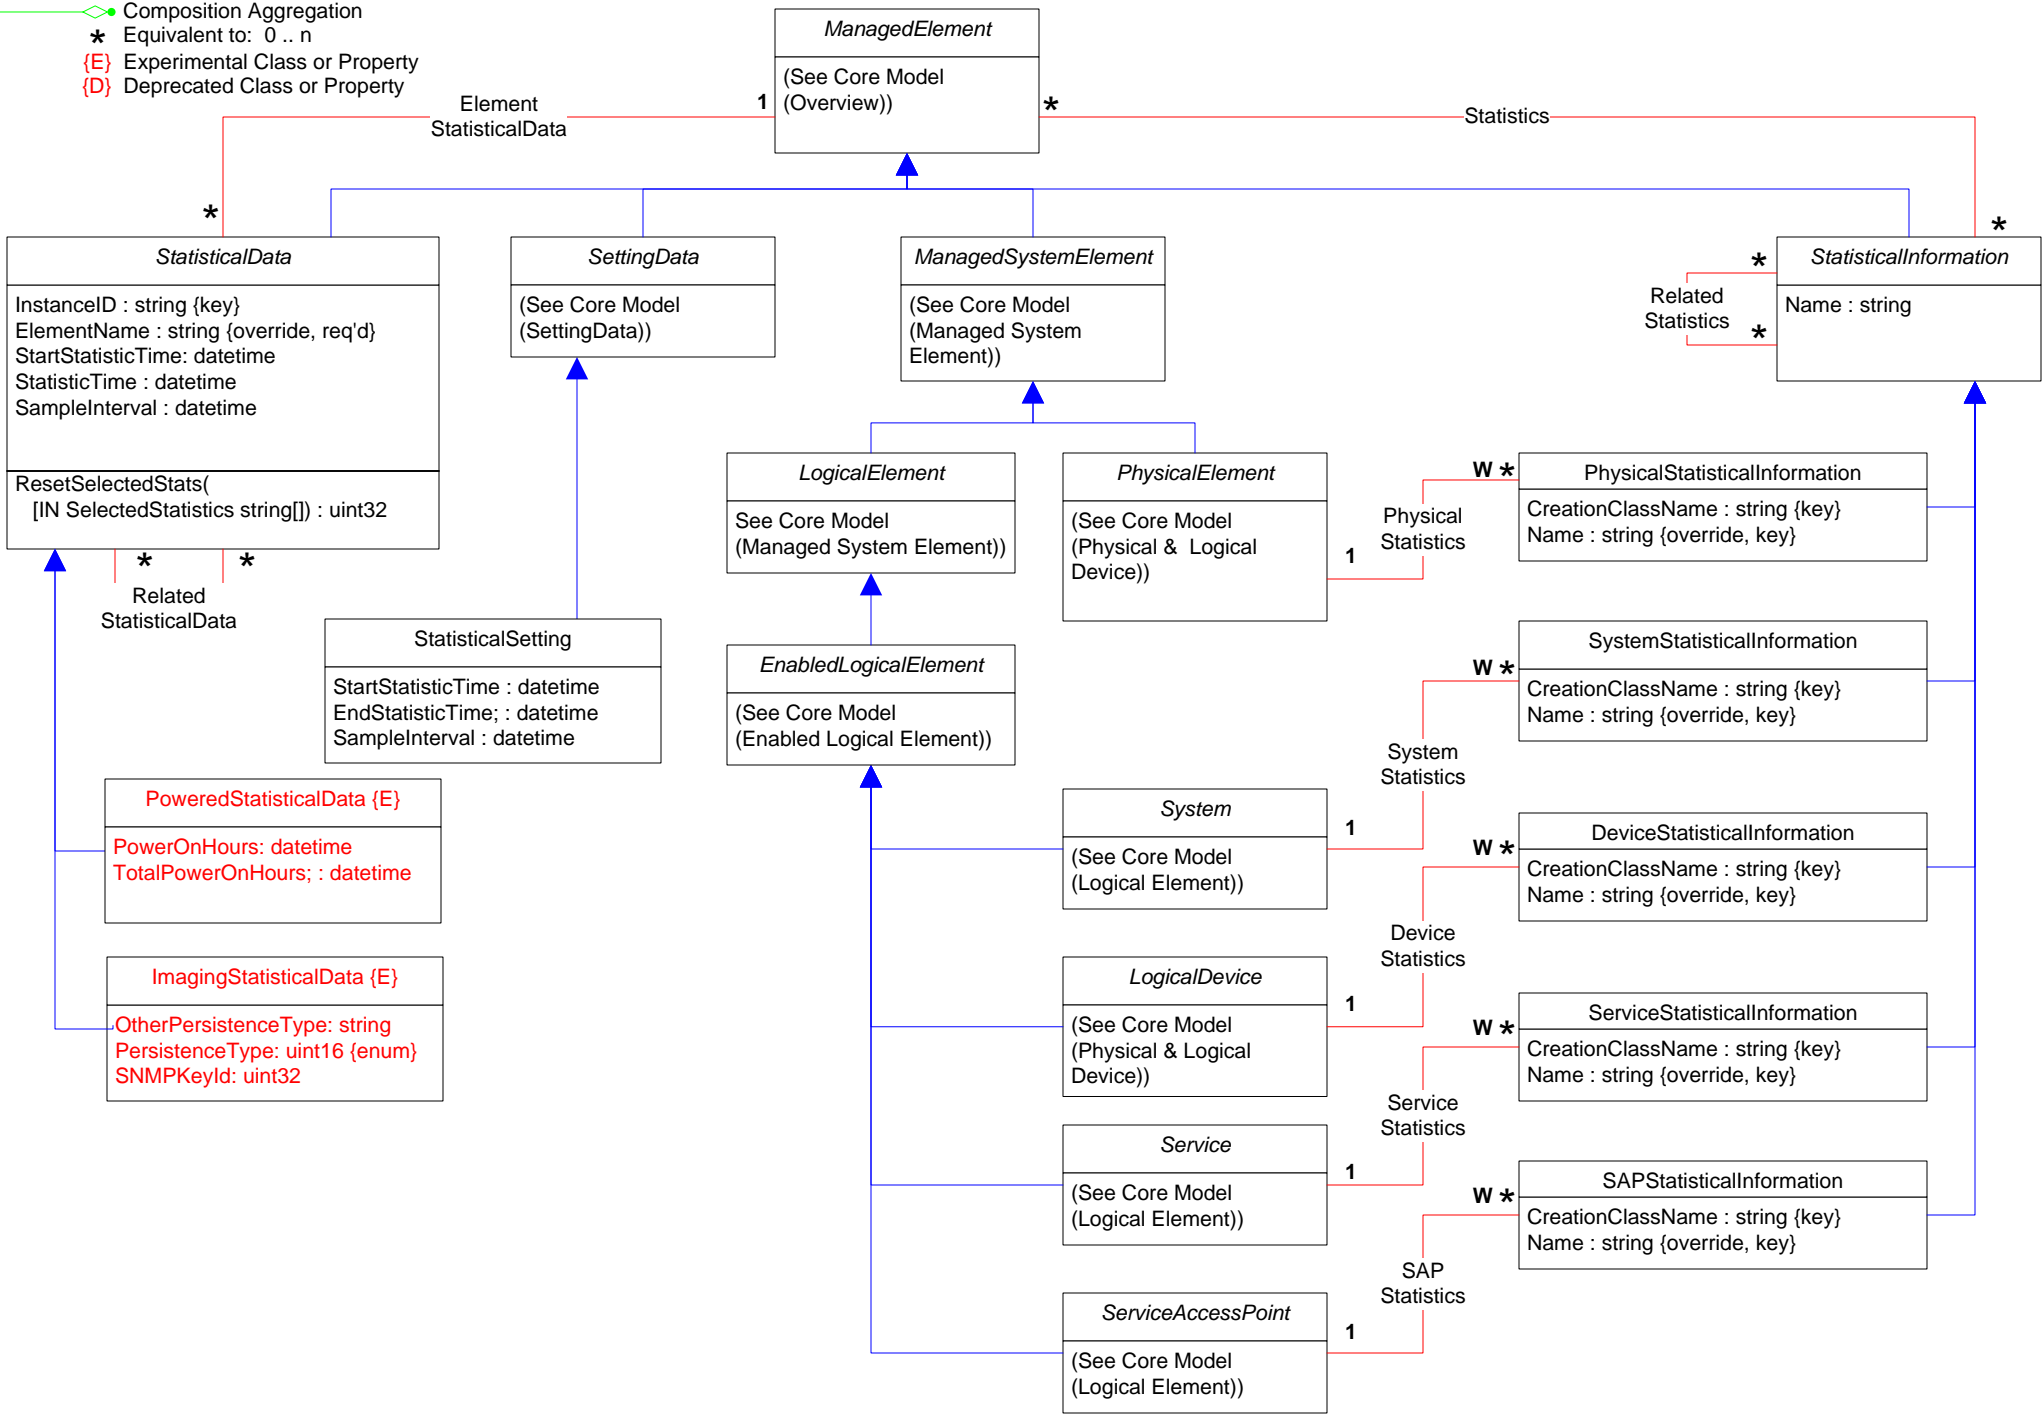 Composition Aggregation
* Equivalent to: 0 .. n
{E} Experimental Class or Property
{D} Deprecated Class or Property
ManagedElement
(See Core Model
(Overview))
Element
StatisticalData
1
*
*
Statistics
*
StatisticalData
InstanceID : string {key}
ElementName : string {override, req'd}
StartStatisticTime: datetime
StatisticTime : datetime
SampleInterval : datetime
ResetSelectedStats(
[IN SelectedStatistics string[]) : uint32
*
*
Related
StatisticalData
SettingData
(See Core Model
(SettingData))
ManagedSystemElement
(See Core Model
(Managed System
Element))
StatisticalInformation
Name : string
*
Related
Statistics
*
LogicalElement
See Core Model
(Managed System Element))
PhysicalElement
(See Core Model
(Physical & Logical
Device))
1
Physical
Statistics
W *
PhysicalStatisticalInformation
CreationClassName : string {key}
Name : string {override, key}
StatisticalSetting
StartStatisticTime : datetime
EndStatisticTime; : datetime
SampleInterval : datetime
EnabledLogicalElement
(See Core Model
(Enabled Logical Element))
W *
SystemStatisticalInformation
CreationClassName : string {key}
Name : string {override, key}
System
Statistics
PoweredStatisticalData {E}
PowerOnHours: datetime
TotalPowerOnHours; : datetime
System
(See Core Model
(Logical Element))
1
W *
DeviceStatisticalInformation
CreationClassName : string {key}
Name : string {override, key}
Device
Statistics
ImagingStatisticalData {E}
OtherPersistenceType: string
PersistenceType: uint16 {enum}
SNMPKeyId: uint32
LogicalDevice
(See Core Model
(Physical & Logical
Device))
1
W *
ServiceStatisticalInformation
CreationClassName : string {key}
Name : string {override, key}
Service
Statistics
Service
(See Core Model
(Logical Element))
1
W *
SAPStatisticalInformation
CreationClassName : string {key}
Name : string {override, key}
SAP
Statistics
ServiceAccessPoint
(See Core Model
(Logical Element))
1